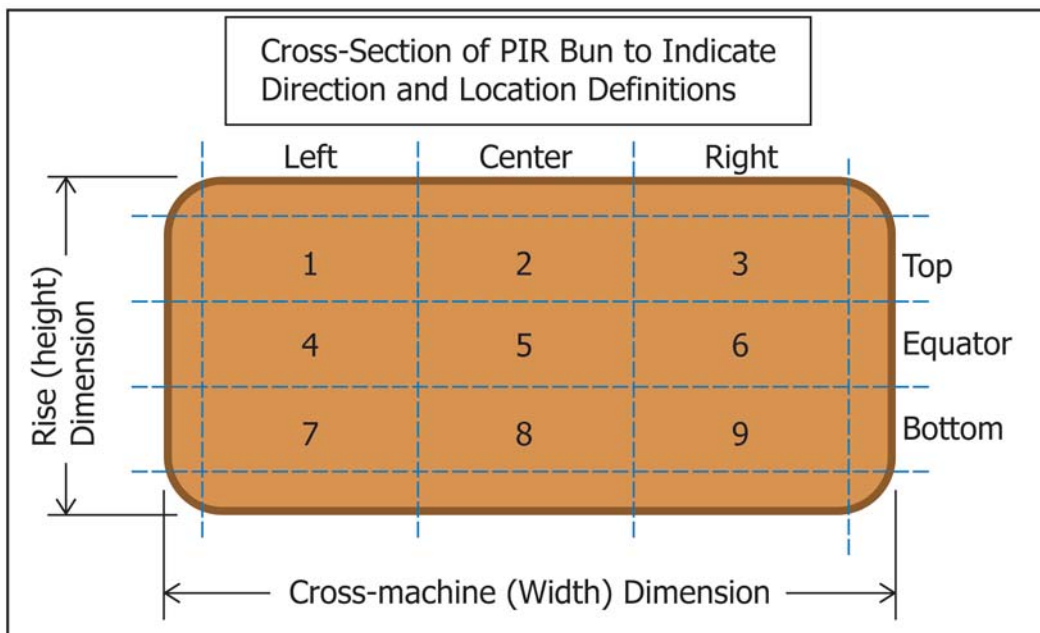 Cross-Section of PIR Bun to Indicate
Direction and Location Definitions
Left Center Right
1 2 3 Top
4 5 6 Equator
7 8 9 Bottom
Rise (height)
Dimension
Cross-machine (Width) Dimension